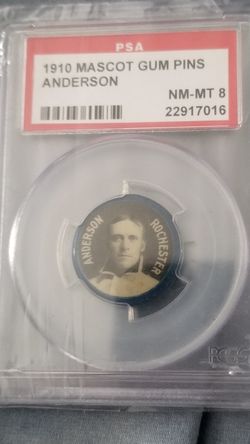 PSA
1910 MASCOT GUM PINS
ANDERSON
NM-MT 8
22917016
ANDERSON
ROCHESTER